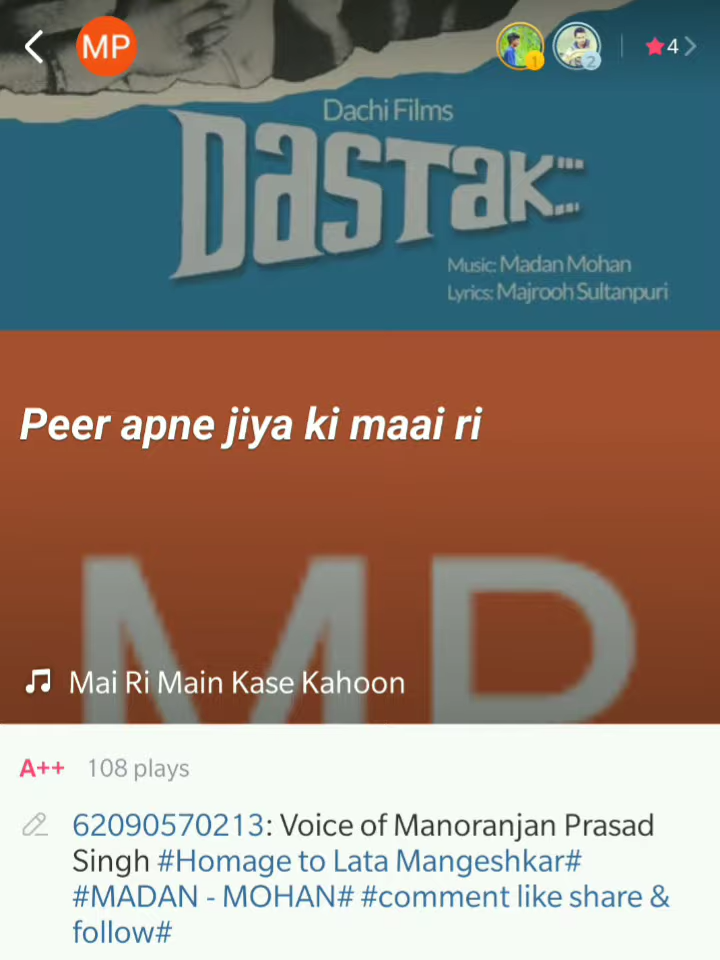 MP
1
2
4
Dachi Films
Dastak
Music: Madan Mohan
Lyrics: Majrooh Sultanpuri
Peer apne jiya ki maai ri
MP
Mai Ri Main Kase Kahoon
A++ 108 plays
62090570213: Voice of Manoranjan Prasad
Singh #Homage to Lata Mangeshkar#
#MADAN - MOHAN# #comment like share &
follow#